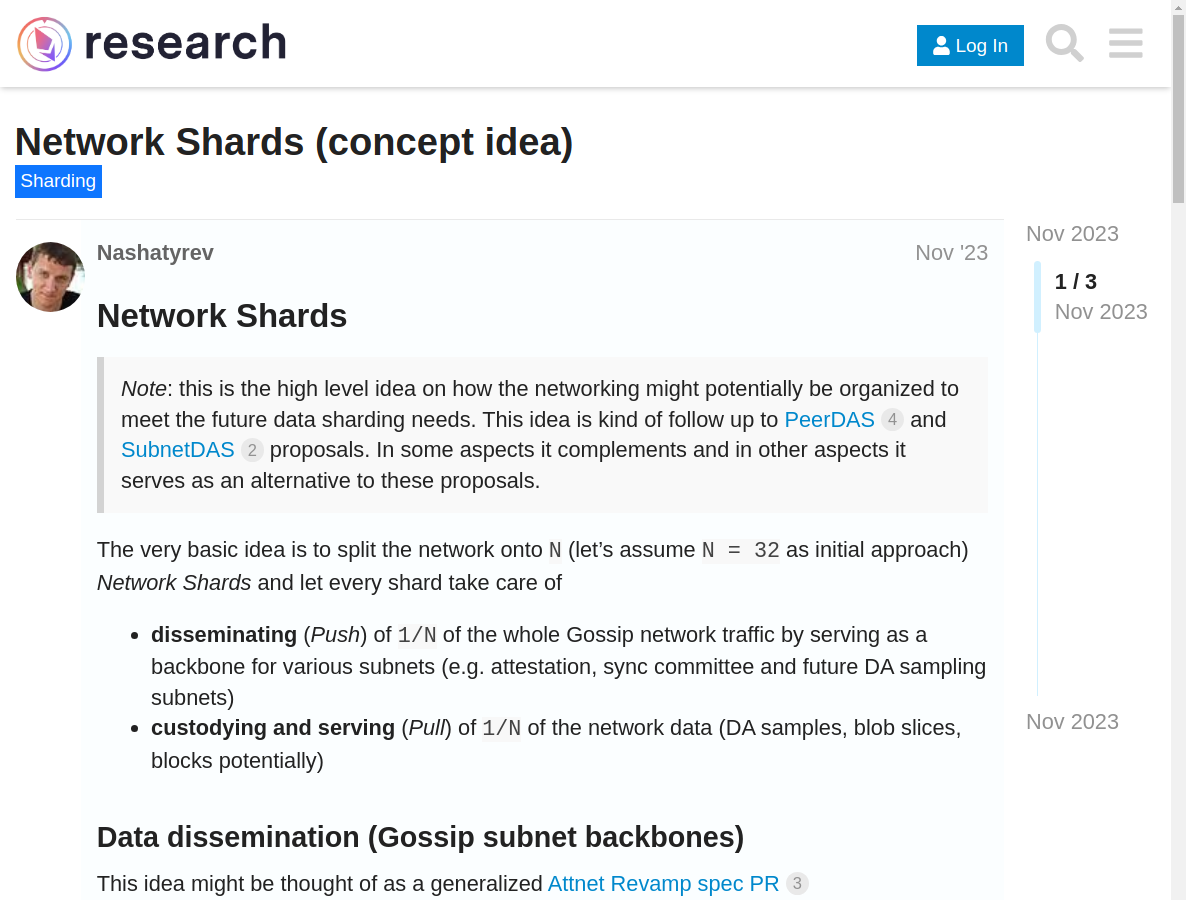 research
Log In
Network Shards (concept idea)
Sharding
Nashatyrev
Nov '23
Nov 2023
1 / 3
Nov 2023
Network Shards
Note: this is the high level idea on how the networking might potentially be organized to
meet the future data sharding needs. This idea is kind of follow up to PeerDAS 4 and
SubnetDAS 2 proposals. In some aspects it complements and in other aspects it
serves as an alternative to these proposals.
The very basic idea is to split the network onto N (let’s assume N = 32 as initial approach)
Network Shards and let every shard take care of
• disseminating (Push) of 1/N of the whole Gossip network traffic by serving as a
backbone for various subnets (e.g. attestation, sync committee and future DA sampling
subnets)
• custodying and serving (Pull) of 1/N of the network data (DA samples, blob slices,
blocks potentially)
Nov 2023
Data dissemination (Gossip subnet backbones)
This idea might be thought of as a generalized Attnet Revamp spec PR 3